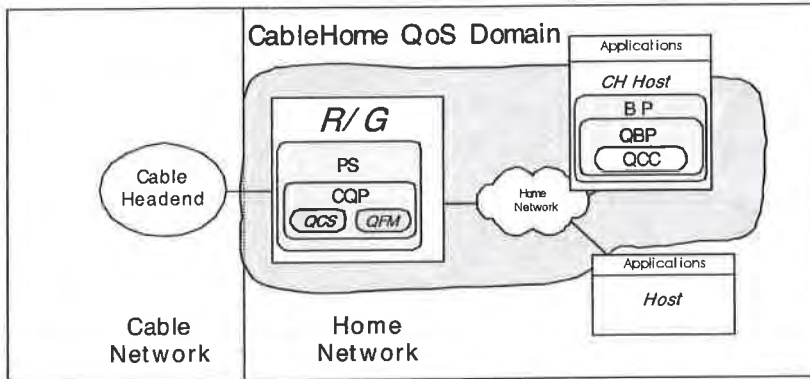 CableHome QoS Domain
Applications
CH Host
BP
QBP
QCC
R/G
PS
CQP
QCS
QFM
Cable
Headend
Home
Network
Applications
Host
Cable
Network
Home
Network